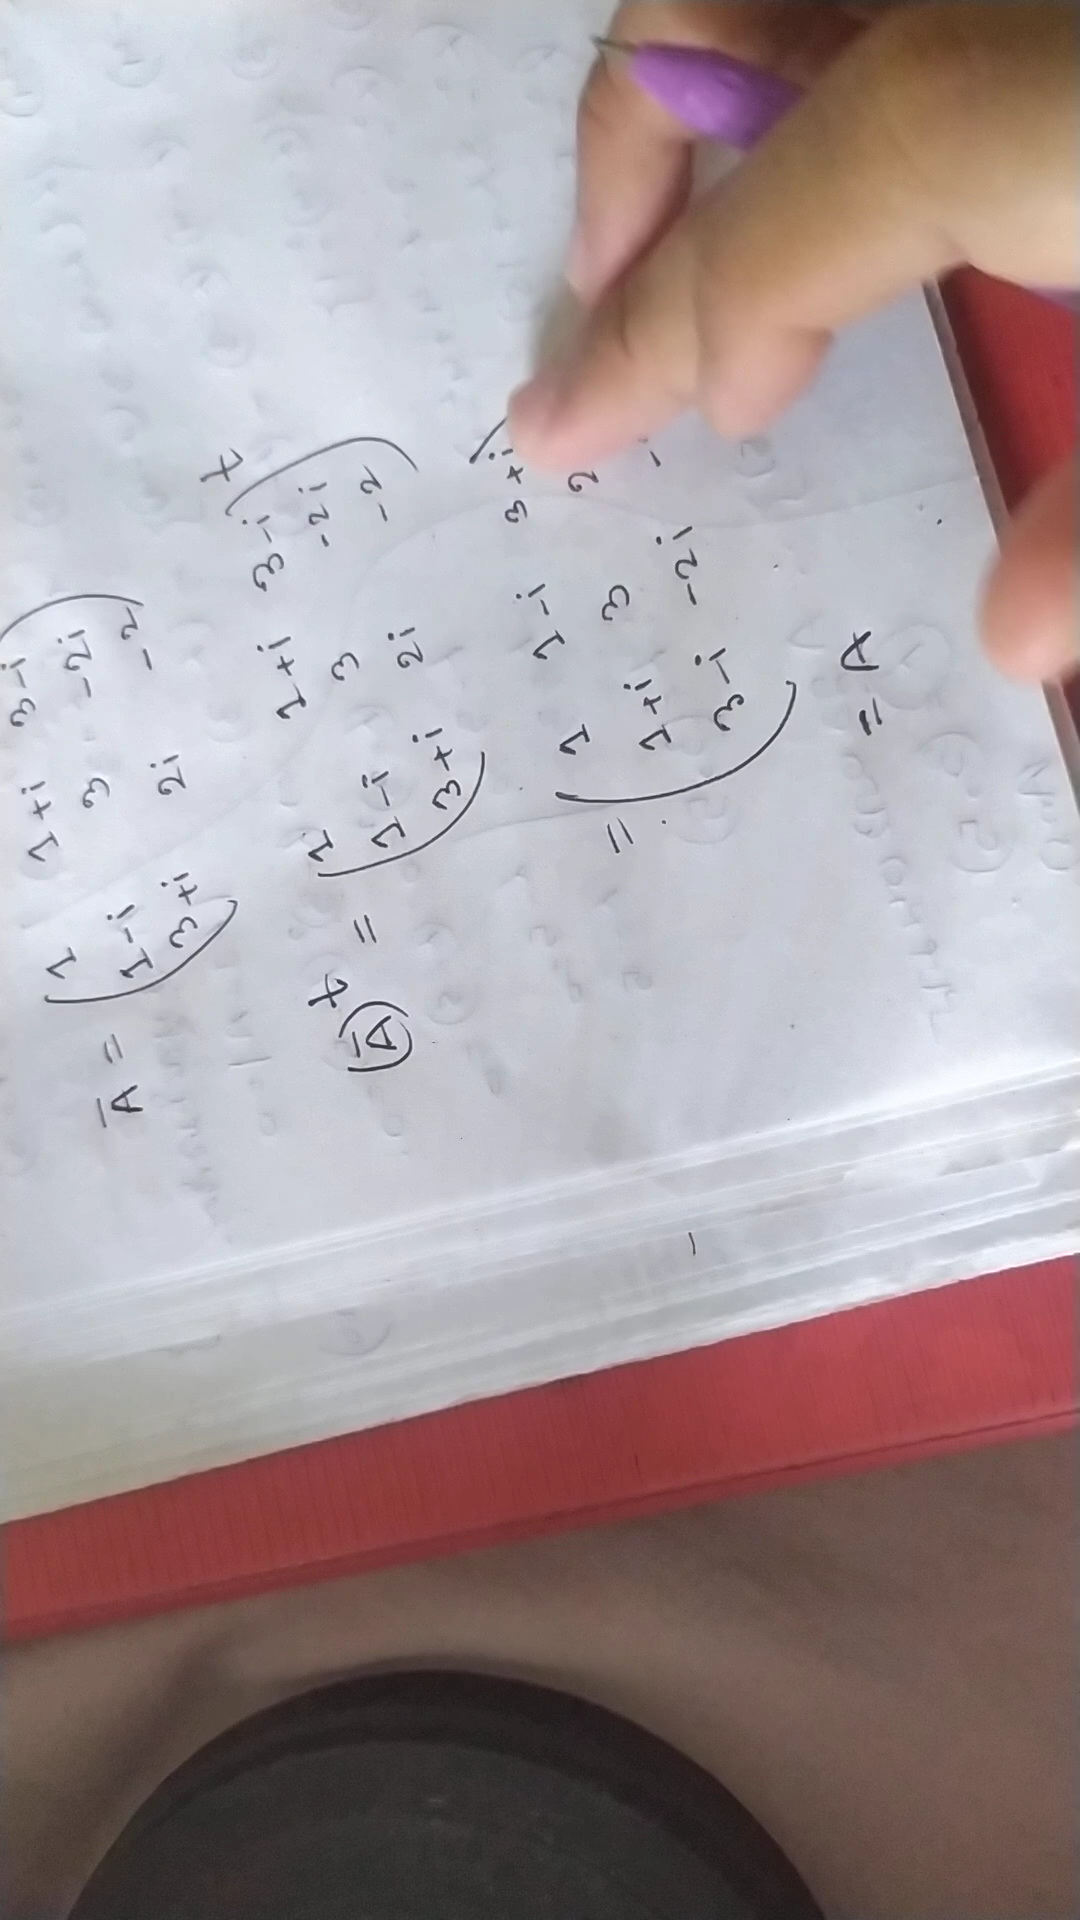 A̅ = ( 1 1+i 3-i )
1-i 3 -2i
3+i 2i -2
(A̅)t = ( 1 1+i 3-i )t
1-i 3 -2i
3+i 2i -2
= ( 1 1-i 3+i
1+i 3 2
3-i -2i -
= A